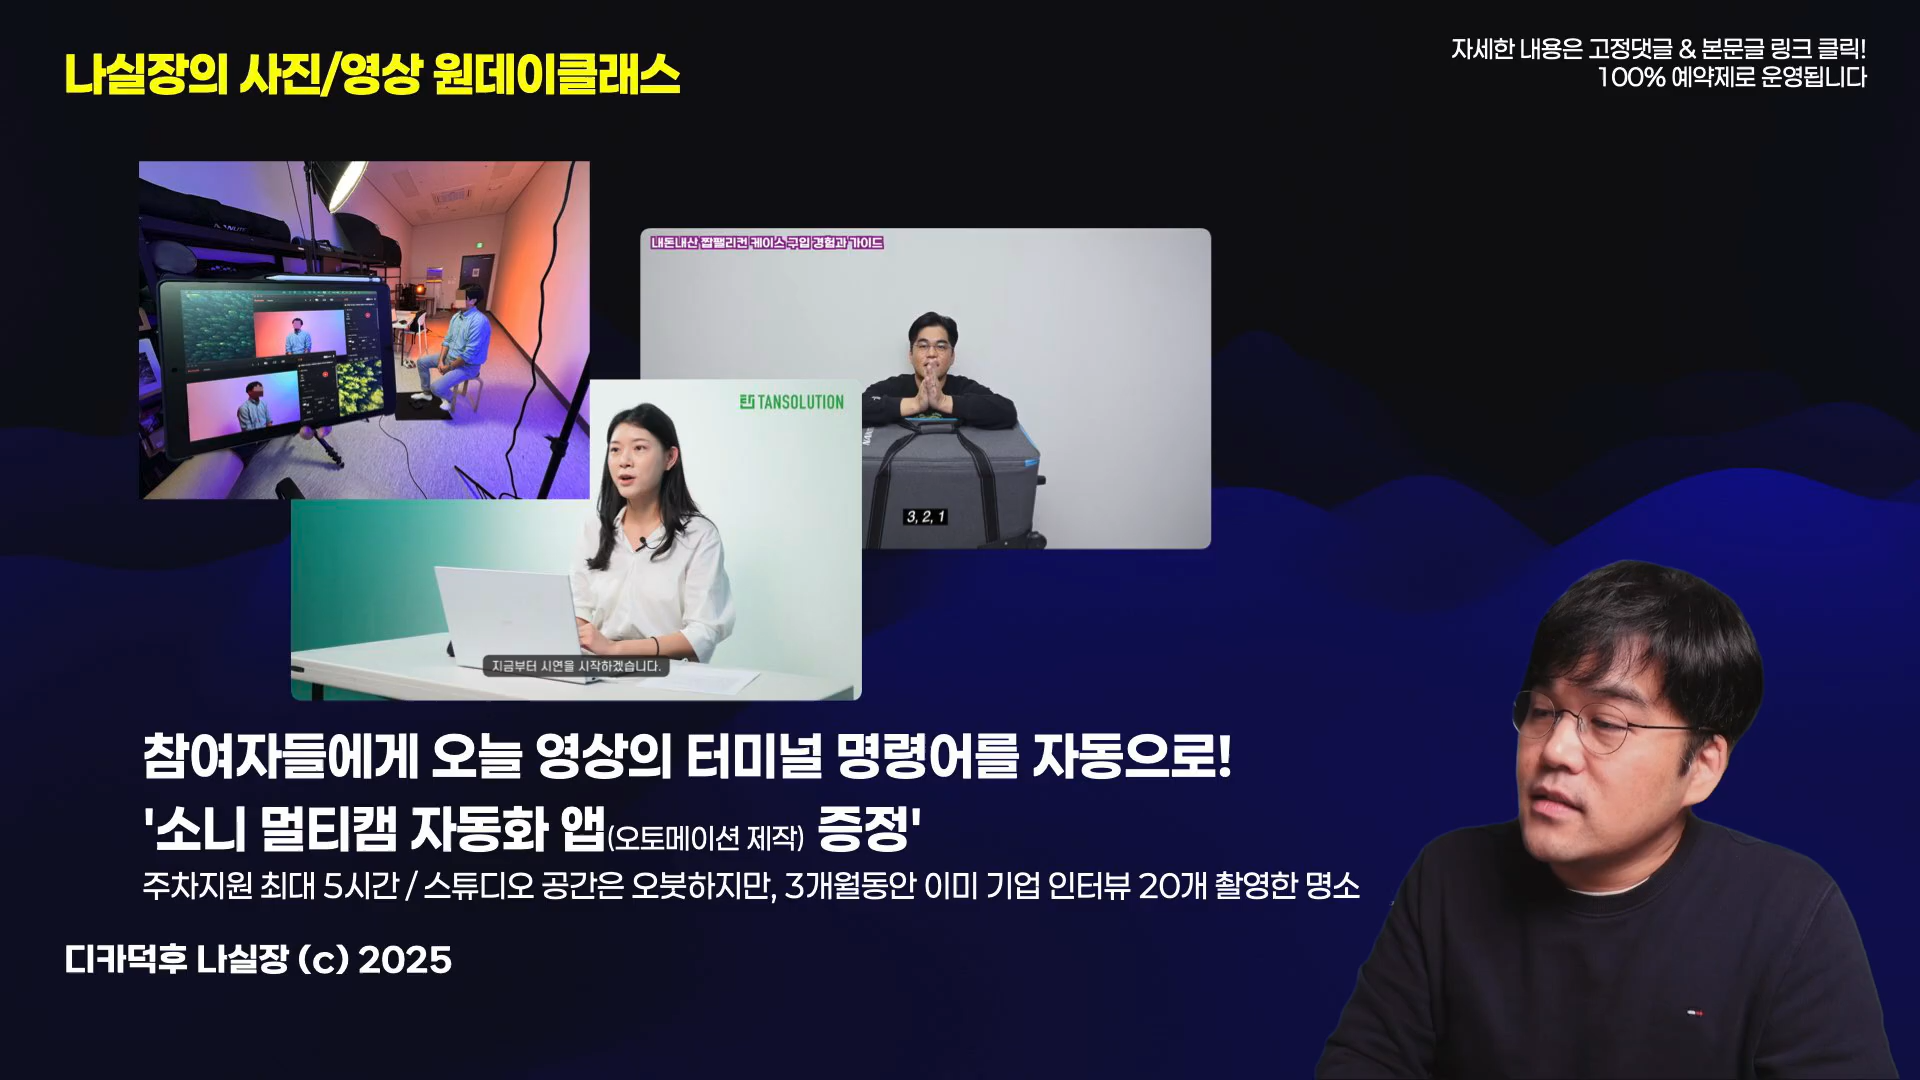 나실장의 사진/영상 원데이클래스
자세한 내용은 고정댓글 & 본문글 링크 클릭!
100% 예약제로 운영됩니다
내돈내산 짭펠리컨 케이스 구입 경험과 가이드
TANSOLUTION
3, 2, 1
지금부터 시연을 시작하겠습니다.
참여자들에게 오늘 영상의 터미널 명령어를 자동으로!
'소니 멀티캠 자동화 앱(오토메이션 제작) 증정'
주차지원 최대 5시간 / 스튜디오 공간은 오붓하지만, 3개월동안 이미 기업 인터뷰 20개 촬영한 명소
디카덕후 나실장 (c) 2025